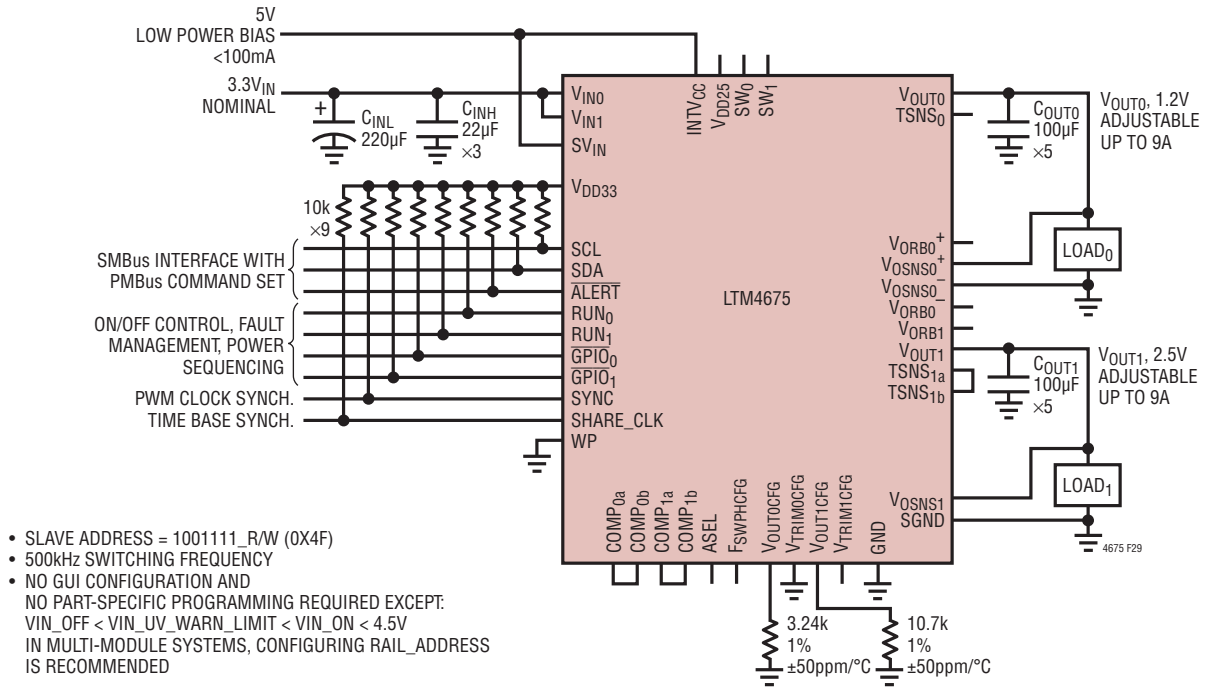 5V
LOW POWER BIAS
<100mA
3.3VIN
NOMINAL
+
CINL
220µF
CINH
22µF
×3
10k
×9
SMBus INTERFACE WITH
PMBus COMMAND SET
ON/OFF CONTROL, FAULT
MANAGEMENT, POWER
SEQUENCING
PWM CLOCK SYNCH.
TIME BASE SYNCH.
VIN0
VIN1
SVIN
VDD33
SCL
SDA
ALERT
RUN0
RUN1
GPIO0
GPIO1
SYNC
SHARE_CLK
WP
INTVCC
VDD25
SW0
SW1
LTM4675
VOUT0
TSNS0
VORB0+
VOSNS0+
VOSNS0−
VORB0−
VORB1
VOUT1
TSNS1a
TSNS1b
VOSNS1
SGND
COMP0a
COMP0b
COMP1a
COMP1b
ASEL
FSWPHCFG
VOUT0CFG
VTRIM0CFG
VOUT1CFG
VTRIM1CFG
GND
COUT0
100µF
×5
VOUT0, 1.2V
ADJUSTABLE
UP TO 9A
LOAD0
COUT1
100µF
×5
VOUT1, 2.5V
ADJUSTABLE
UP TO 9A
LOAD1
4675 F29
3.24k
1%
±50ppm/°C
10.7k
1%
±50ppm/°C
• SLAVE ADDRESS = 1001111_R/W (0X4F)
• 500kHz SWITCHING FREQUENCY
• NO GUI CONFIGURATION AND
NO PART-SPECIFIC PROGRAMMING REQUIRED EXCEPT:
VIN_OFF < VIN_UV_WARN_LIMIT < VIN_ON < 4.5V
IN MULTI-MODULE SYSTEMS, CONFIGURING RAIL_ADDRESS
IS RECOMMENDED